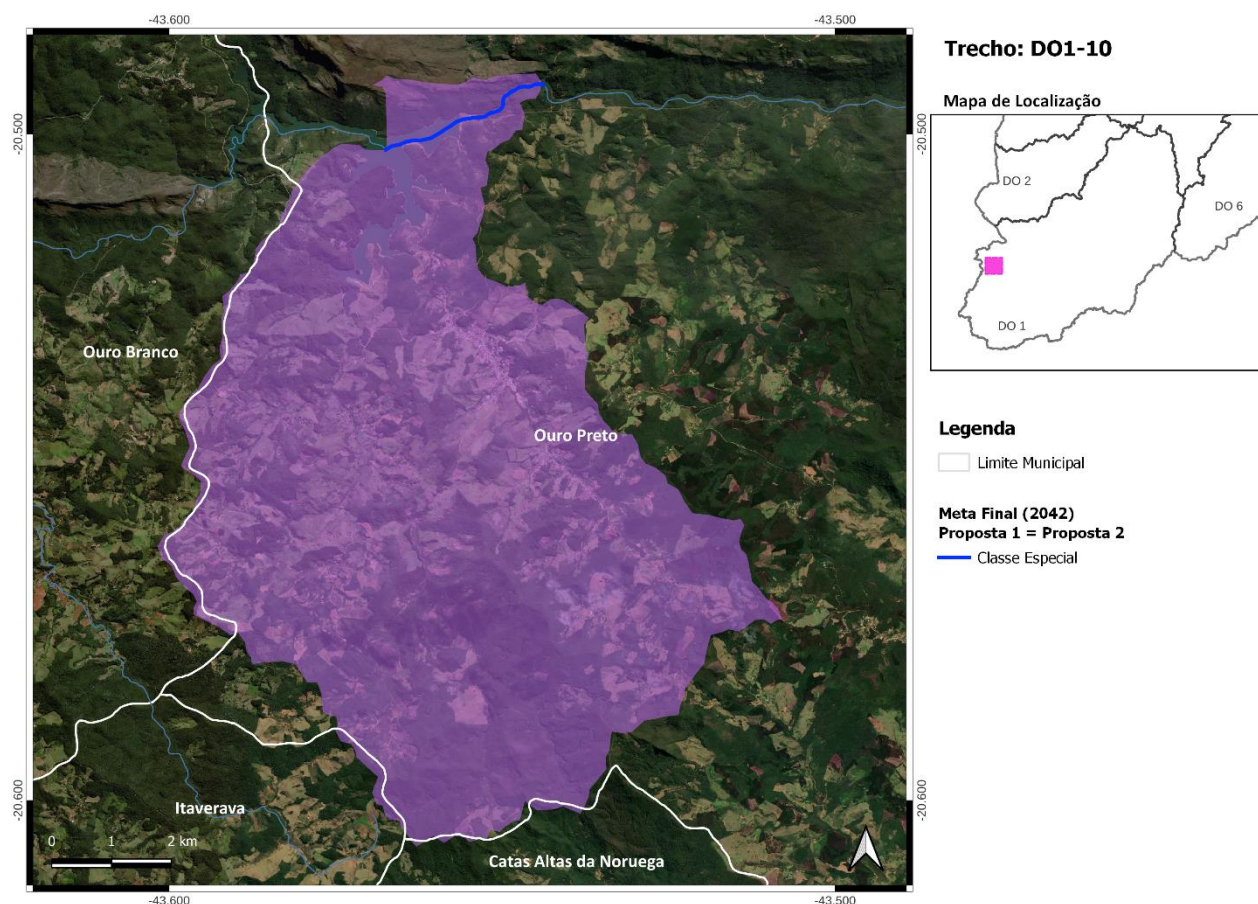 -43.600
-43.500
Trecho: DO1-10
Mapa de Localização
-20.500
-20.500
DO 2
DO 6
DO 1
Ouro Branco
Ouro Preto
Legenda
Limite Municipal
Meta Final (2042)
Proposta 1 = Proposta 2
Classe Especial
-20.600
-20.600
Itaverava
0 1 2 km
Catas Altas da Noruega
-43.600
-43.500